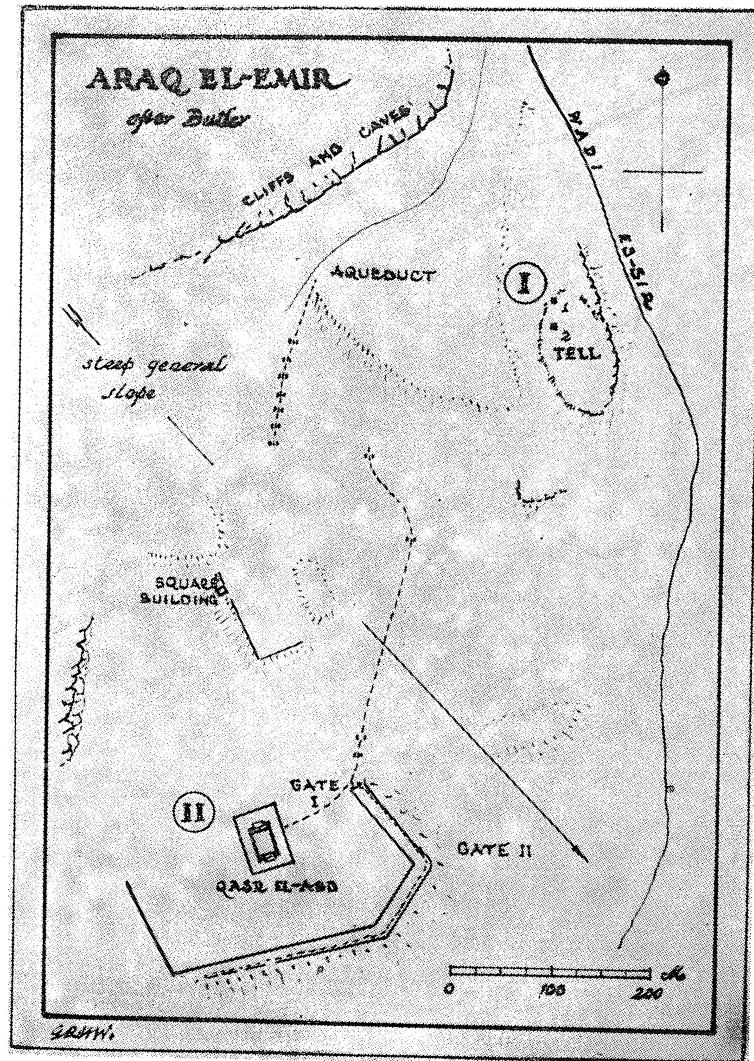 ARAQ EL-EMIR
after Butler
CLIFFS AND CAVES
WADI
ES-SIR
AQUEDUCT
I
1
2
TELL
steep general
slope
SQUARE
BUILDING
GATE
I
II
GATE II
QASR EL-ABD
0 100 200 M